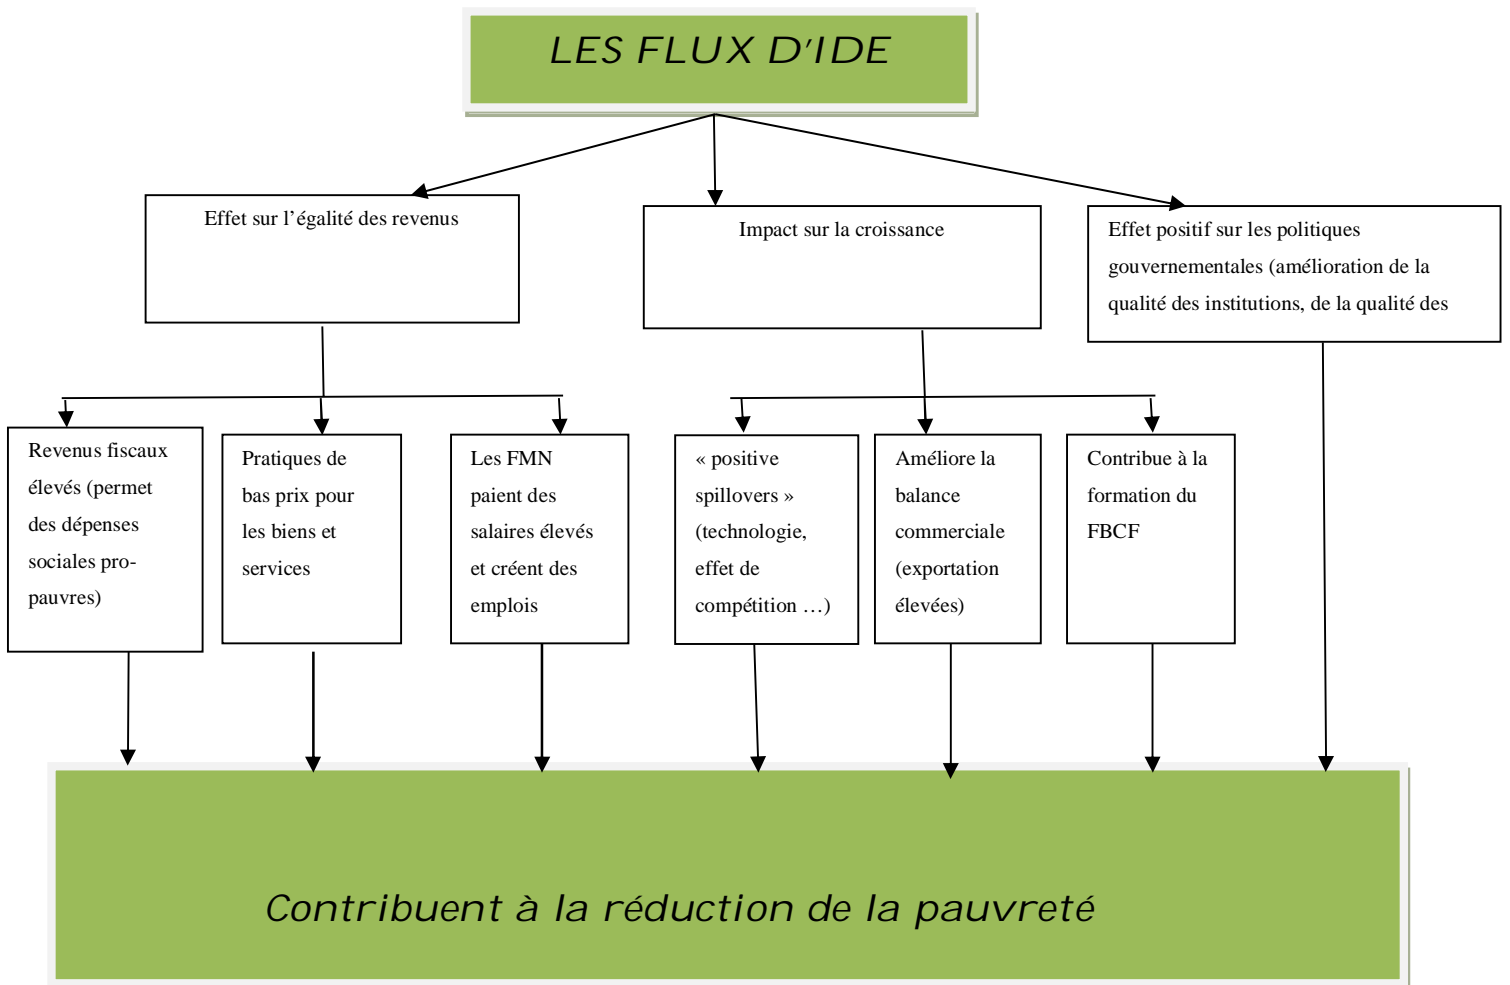 LES FLUX D'IDE
Effet sur l’égalité des revenus
Impact sur la croissance
Effet positif sur les politiques
gouvernementales (amélioration de la
qualité des institutions, de la qualité des
Revenus fiscaux
élevés (permet
des dépenses
sociales pro-
pauvres)
Pratiques de
bas prix pour
les biens et
services
Les FMN
paient des
salaires élevés
et créent des
emplois
« positive
spillovers »
(technologie,
effet de
compétition …)
Améliore la
balance
commerciale
(exportation
élevées)
Contribue à la
formation du
FBCF
Contribuent à la réduction de la pauvreté